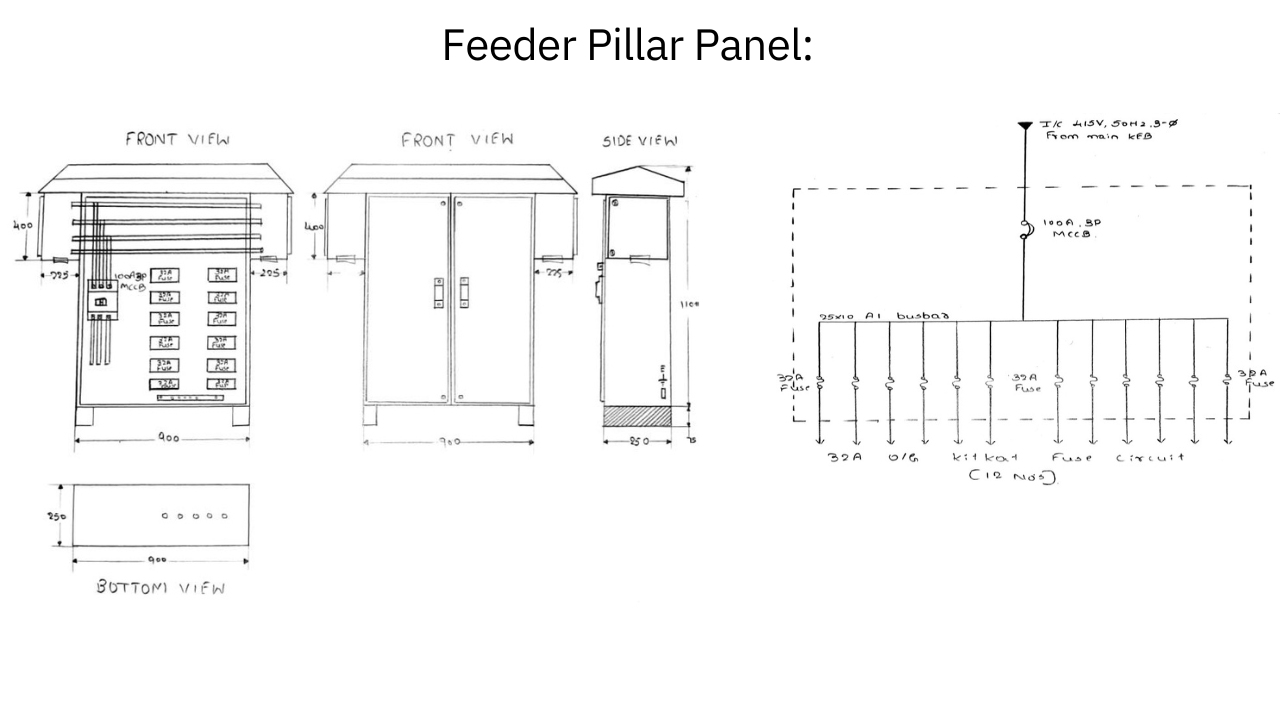 Feeder Pillar Panel:
FRONT VIEW
FRONT VIEW
SIDE VIEW
400
225
225
100A 3P
MCCB
32A
Fuse
32A
Fuse
32A
Fuse
32A
Fuse
32A
Fuse
32A
Fuse
32A
Fuse
32A
Fuse
32A
Fuse
32A
Fuse
32A
Fuse
900
400
225
900
1100
250
75
250
900
BOTTOM VIEW
I/C 415V, 50Hz, 3-Ø
From main KEB
100A, 3P
MCCB.
25x10 Al busbar
32A
Fuse
32A
Fuse
32A
Fuse
32A O/G Kitkat Fuse Circuit
(12 Nos)